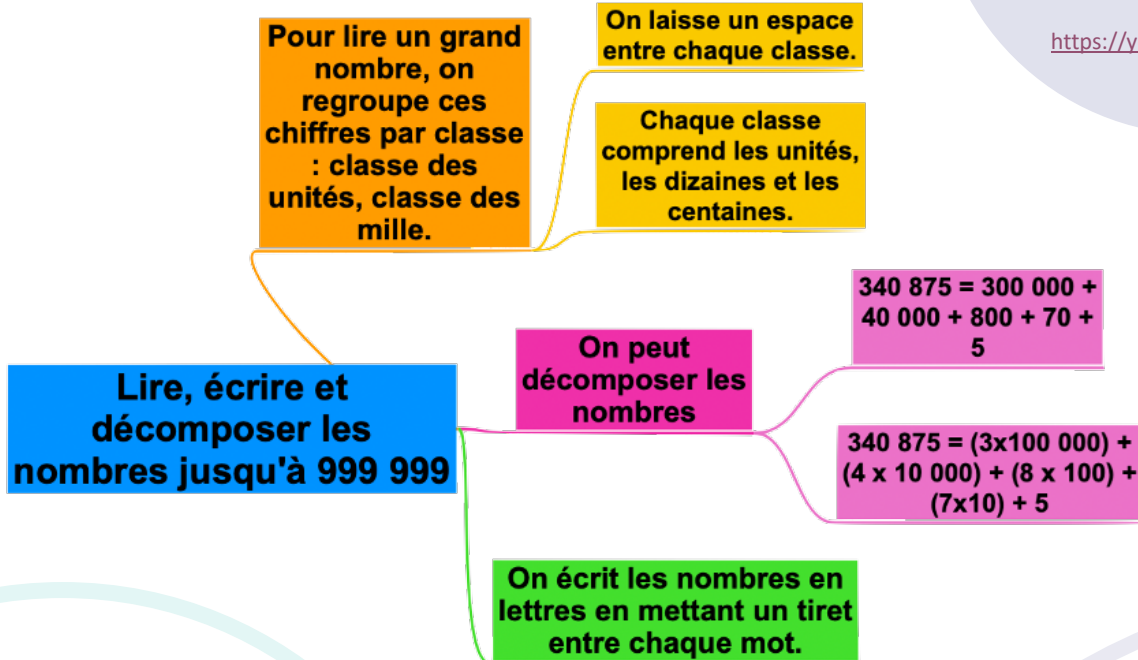 Pour lire un grand
nombre, on
regroupe ces
chiffres par classe
: classe des
unités, classe des
mille.
On laisse un espace
entre chaque classe.
https://y
Chaque classe
comprend les unités,
les dizaines et les
centaines.
Lire, écrire et
décomposer les
nombres jusqu'à 999 999
On peut
décomposer les
nombres
340 875 = 300 000 +
40 000 + 800 + 70 +
5
340 875 = (3x100 000) +
(4 x 10 000) + (8 x 100) +
(7x10) + 5
On écrit les nombres en
lettres en mettant un tiret
entre chaque mot.